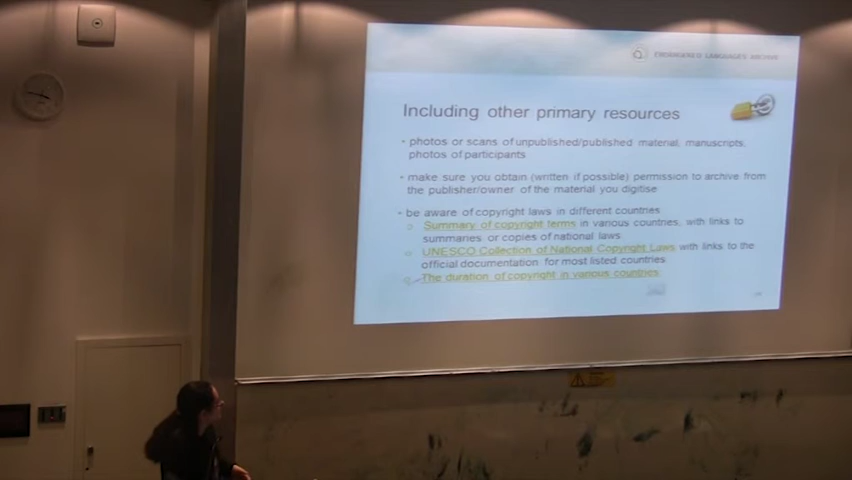 ENDANGERED LANGUAGES ARCHIVE
Including other primary resources
• photos or scans of unpublished/published material, manuscripts,
photos of participants
• make sure you obtain (written if possible) permission to archive from
the publisher/owner of the material you digitise
• be aware of copyright laws in different countries
○ Summary of copyright terms in various countries, with links to
summaries or copies of national laws
○ UNESCO Collection of National Copyright Laws with links to the
official documentation for most listed countries
○ The duration of copyright in various countries